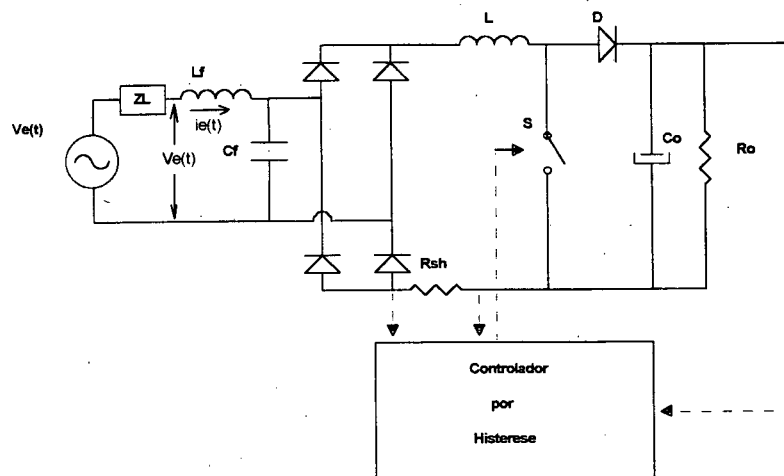 L
D
Lf
ZL
Ve(t)
ie(t)
Ve(t)
Cf
S
Co
Ro
Rsh
Controlador
por
Histerese